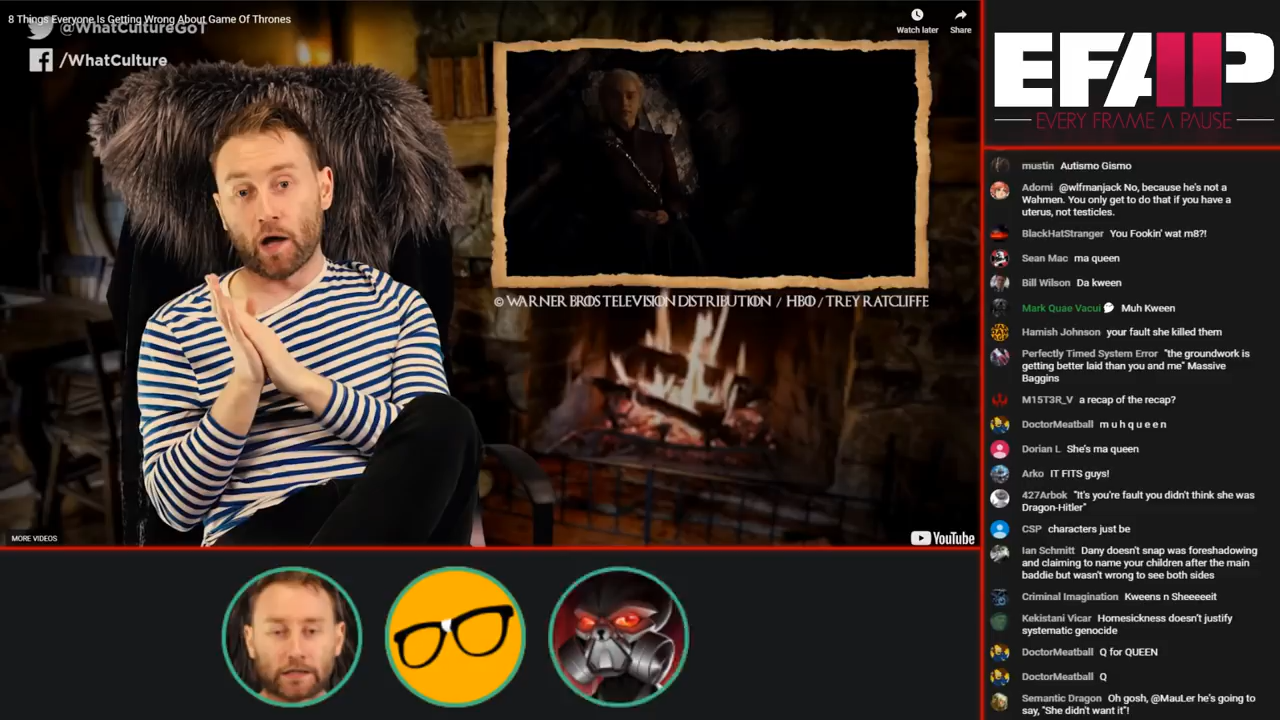 8 Things Everyone Is Getting Wrong About Game Of Thrones
@WhatCultureGoT
/WhatCulture
Watch later
Share
© WARNER BROS TELEVISION DISTRIBUTION / HBO / TREY RATCLIFFE
MORE VIDEOS
YouTube
EFAP
EVERY FRAME A PAUSE
mustin Autismo Gismo
Adorni @wlfmanjack No, because he's not a
Wahmen. You only get to do that if you have a
uterus, not testicles.
BlackHatStranger You Fookin' wat m8?!
Sean Mac ma queen
Bill Wilson Da kween
Mark Quae Vacui Muh Kween
Hamish Johnson your fault she killed them
Perfectly Timed System Error "the groundwork is
getting better laid than you and me" Massive
Baggins
M15T3R_V a recap of the recap?
DoctorMeatball m u h q u e e n
Dorian L She's ma queen
Arko IT FITS guys!
427Arbok "It's you're fault you didn't think she was
Dragon-Hitler"
CSP characters just be
Ian Schmitt Dany doesn't snap was foreshadowing
and claiming to name your children after the main
baddie but wasn't wrong to see both sides
Criminal Imagination Kweens n Sheeeeeit
Kekistani Vicar Homesickness doesn't justify
systematic genocide
DoctorMeatball Q for QUEEN
DoctorMeatball Q
Semantic Dragon Oh gosh, @MauLer he's going to
say, "She didn't want it"!